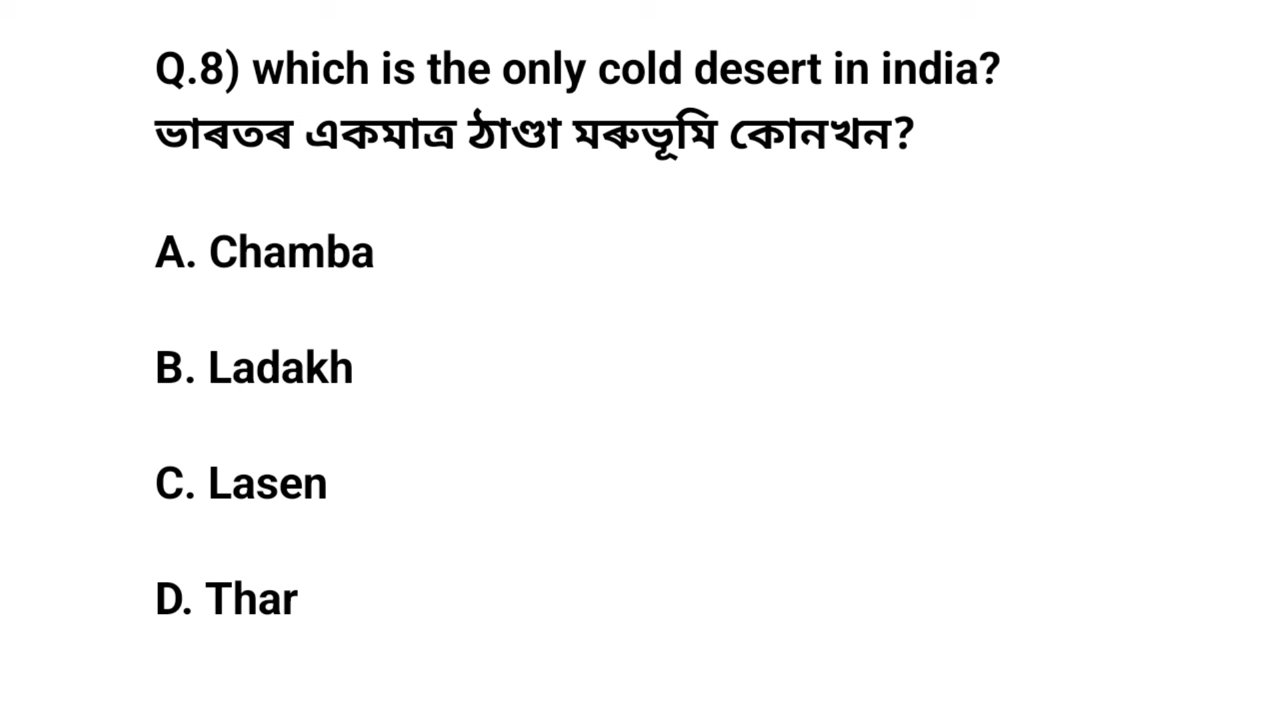 Q.8) which is the only cold desert in india?
ভাৰতৰ একমাত্ৰ ঠাণ্ডা মৰুভূমি কোনখন?
A. Chamba
B. Ladakh
C. Lasen
D. Thar